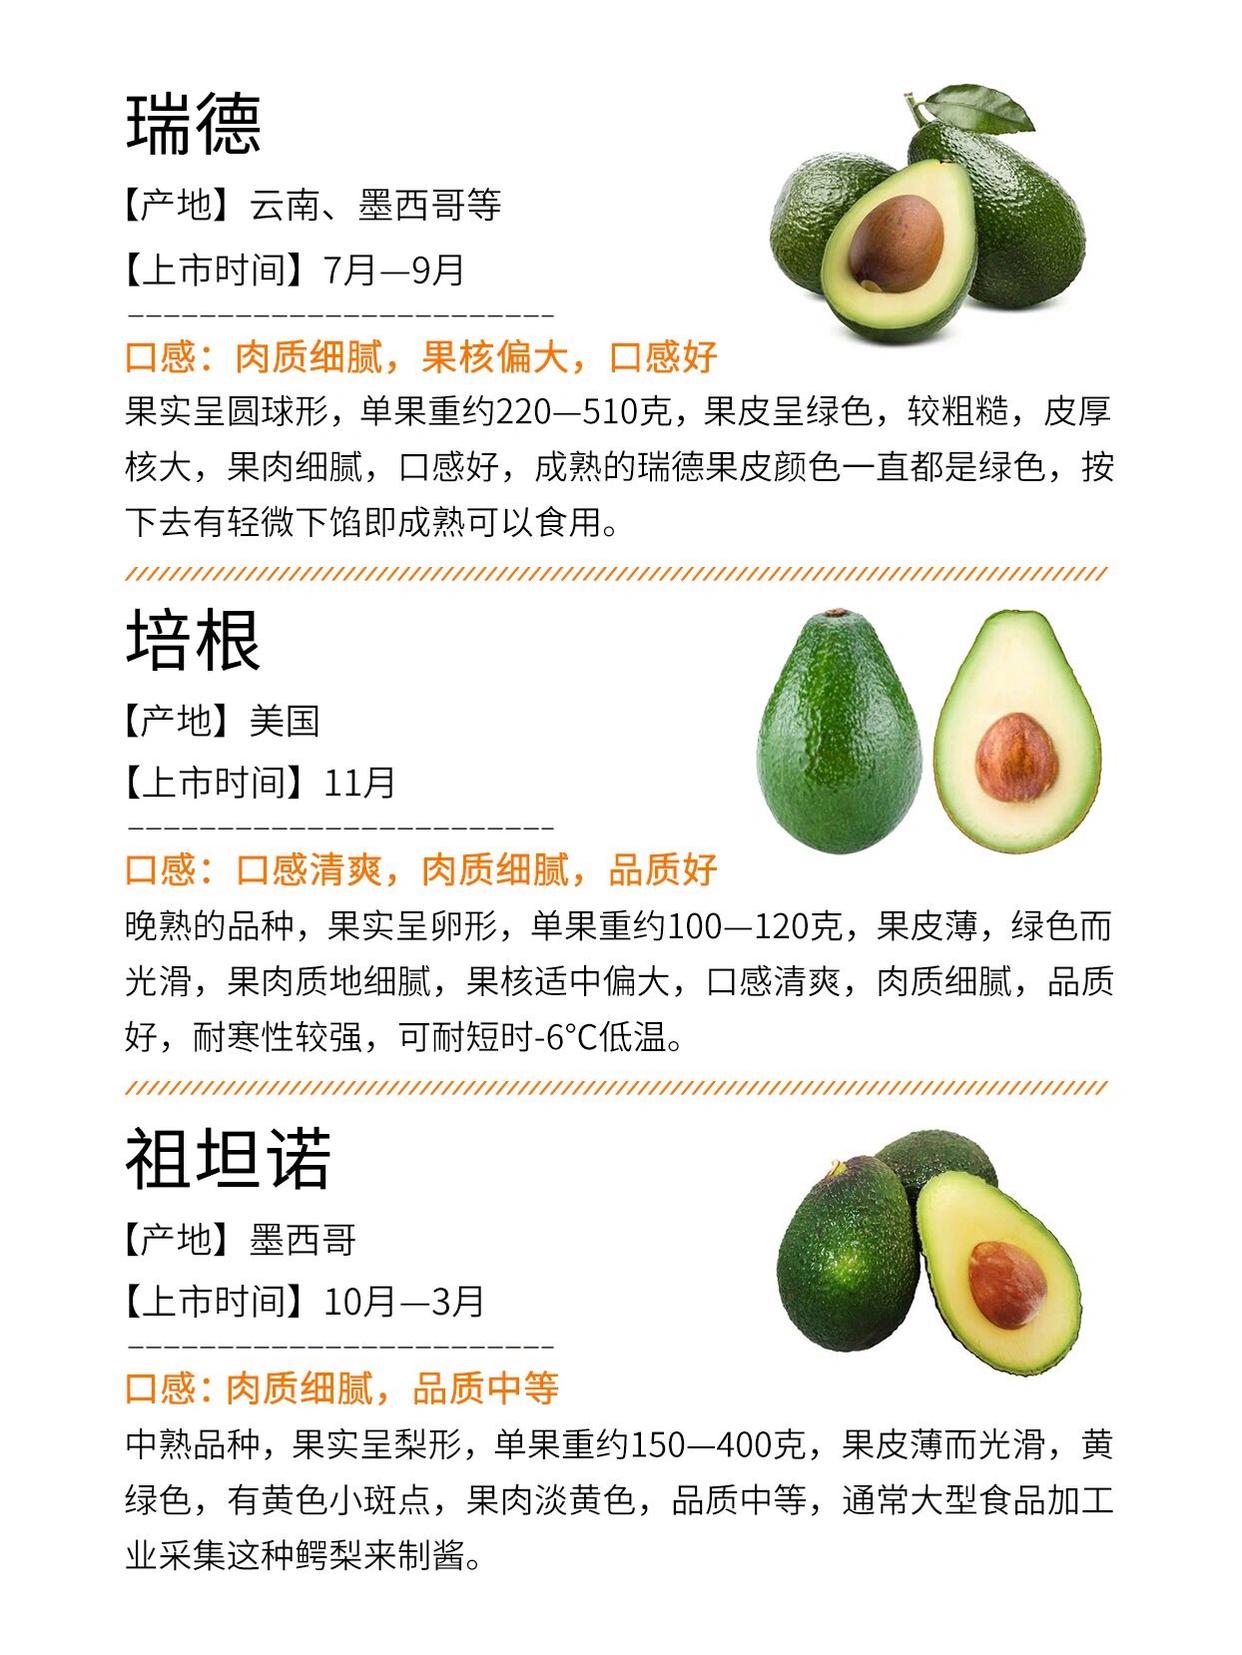 瑞德
【产地】云南、墨西哥等
【上市时间】7月—9月
口感：肉质细腻，果核偏大，口感好
果实呈圆球形，单果重约220—510克，果皮呈绿色，较粗糙，皮厚
核大，果肉细腻，口感好，成熟的瑞德果皮颜色一直都是绿色，按
下去有轻微下馅即成熟可以食用。
培根
【产地】美国
【上市时间】11月
口感：口感清爽，肉质细腻，品质好
晚熟的品种，果实呈卵形，单果重约100—120克，果皮薄，绿色而
光滑，果肉质地细腻，果核适中偏大，口感清爽，肉质细腻，品质
好，耐寒性较强，可耐短时-6℃低温。
祖坦诺
【产地】墨西哥
【上市时间】10月—3月
口感：肉质细腻，品质中等
中熟品种，果实呈梨形，单果重约150—400克，果皮薄而光滑，黄
绿色，有黄色小斑点，果肉淡黄色，品质中等，通常大型食品加工
业采集这种鳄梨来制酱。